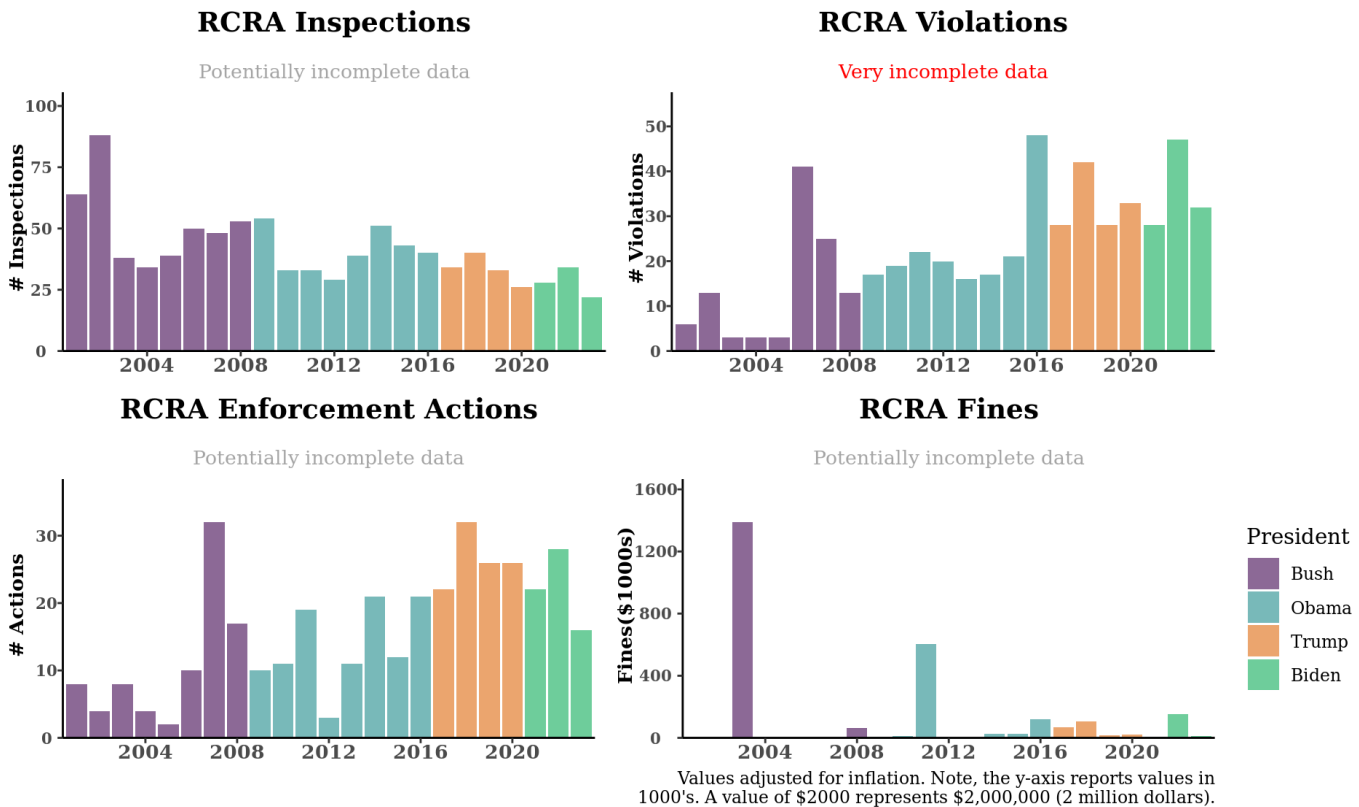 RCRA Inspections
Potentially incomplete data
# Inspections
100
75
50
25
0
2004 2008 2012 2016 2020
RCRA Violations
Very incomplete data
# Violations
50
40
30
20
10
0
2004 2008 2012 2016 2020
RCRA Enforcement Actions
Potentially incomplete data
# Actions
30
20
10
0
2004 2008 2012 2016 2020
RCRA Fines
Potentially incomplete data
Fines($1000s)
1600
1200
800
400
0
2004 2008 2012 2016 2020
President
Bush
Obama
Trump
Biden
Values adjusted for inflation. Note, the y-axis reports values in
1000's. A value of $2000 represents $2,000,000 (2 million dollars).